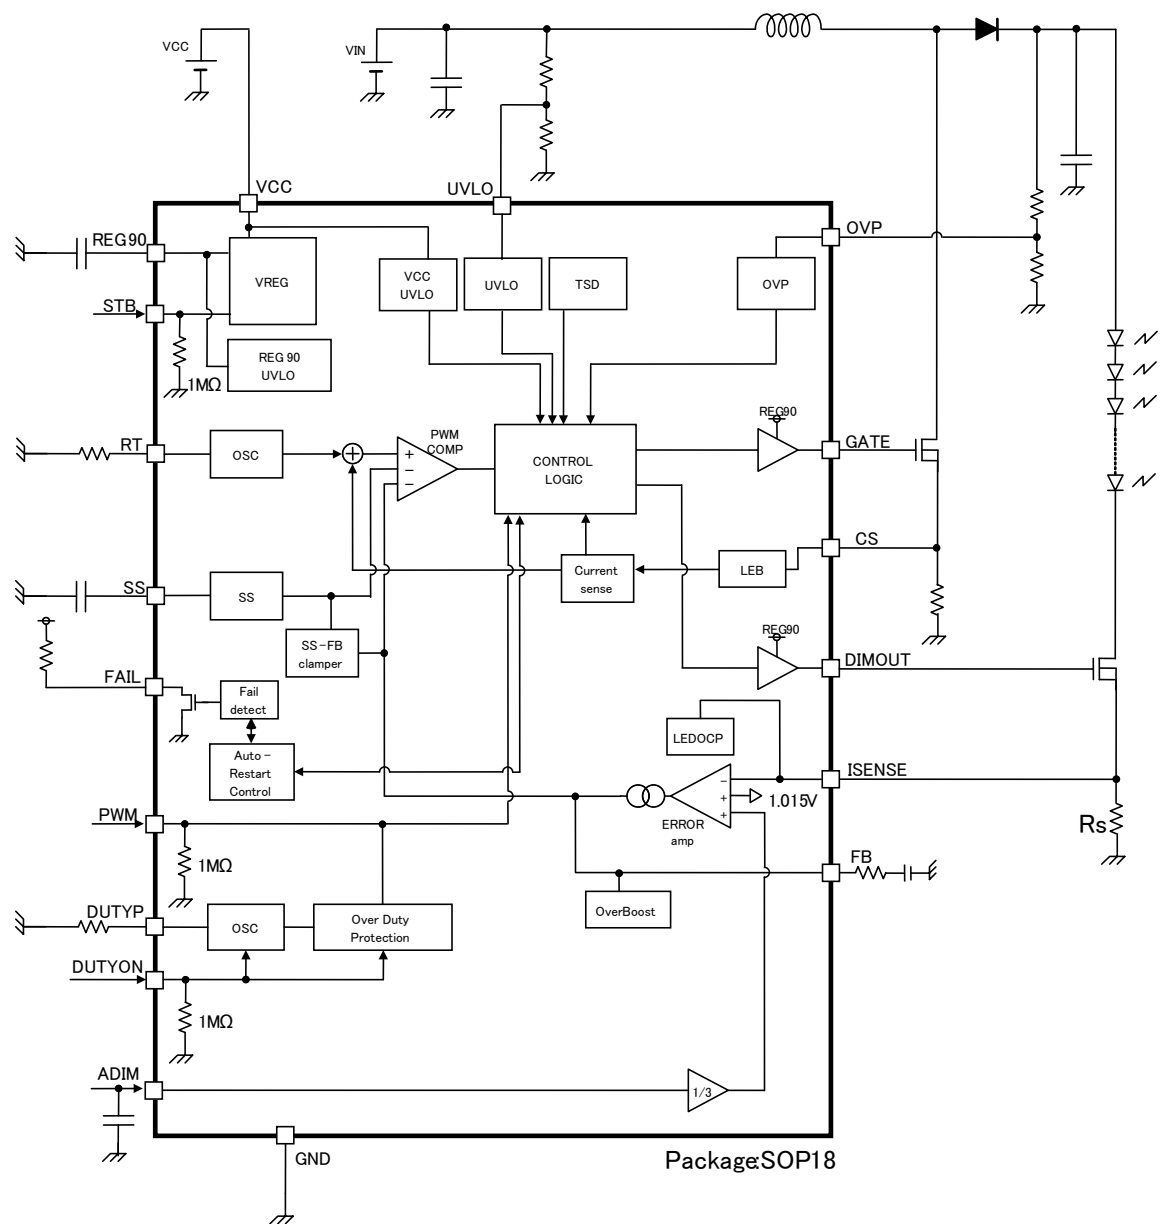 VCC
VIN
VCC
UVLO
REG90
OVP
VREG
VCC
UVLO
UVLO
TSD
OVP
STB
REG 90
UVLO
1MΩ
REG90
RT
OSC
PWM
COMP
CONTROL
LOGIC
GATE
CS
Current
sense
LEB
SS
SS
REG90
SS-FB
clamper
DIMOUT
FAIL
Fail
detect
LEDOCP
Auto-
Restart
Control
ISENSE
1.015V
PWM
ERROR
amp
Rs
1MΩ
FB
OverBoost
DUTYP
OSC
Over Duty
Protection
DUTYON
1MΩ
ADIM
1/3
GND
Package:SOP18